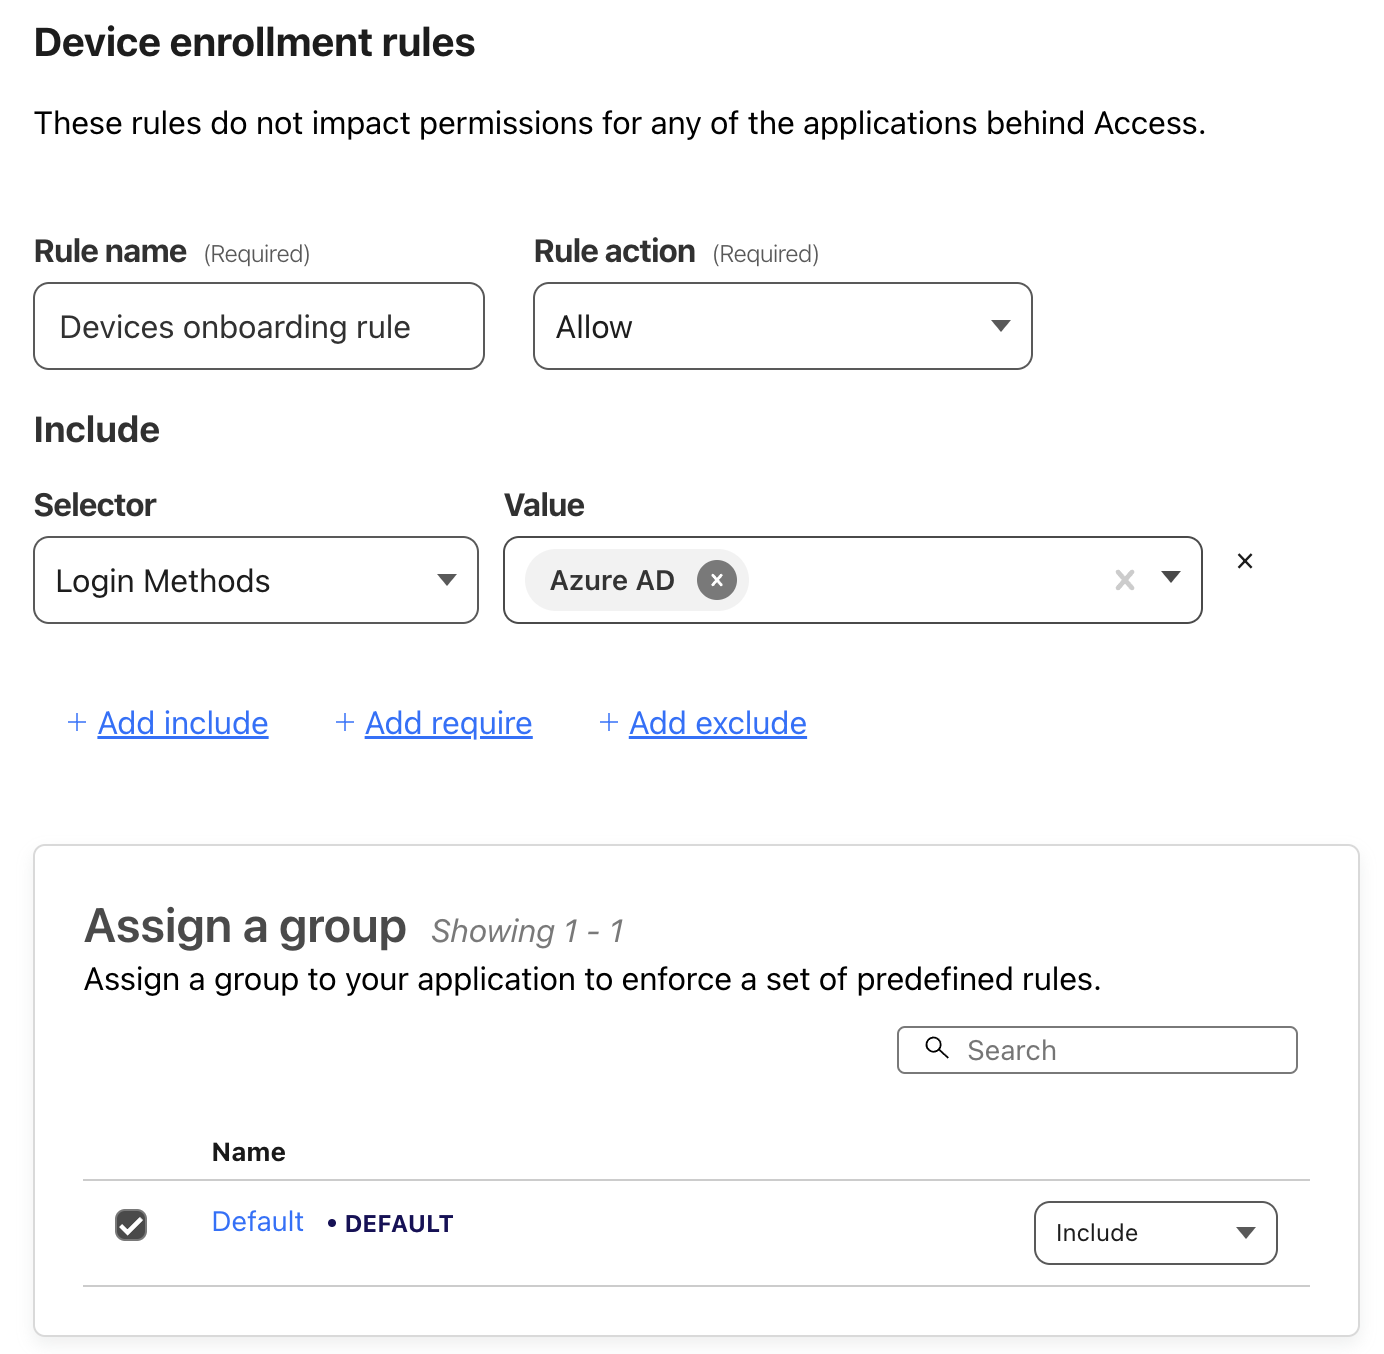 Device enrollment rules
These rules do not impact permissions for any of the applications behind Access.
Rule name (Required) Rule action (Required)
Devices onboarding rule Allow
Include
Selector Value
Login Methods Azure AD
+ Add include + Add require + Add exclude
Assign a group Showing 1 - 1
Assign a group to your application to enforce a set of predefined rules.
Search
Name
Default • DEFAULT Include